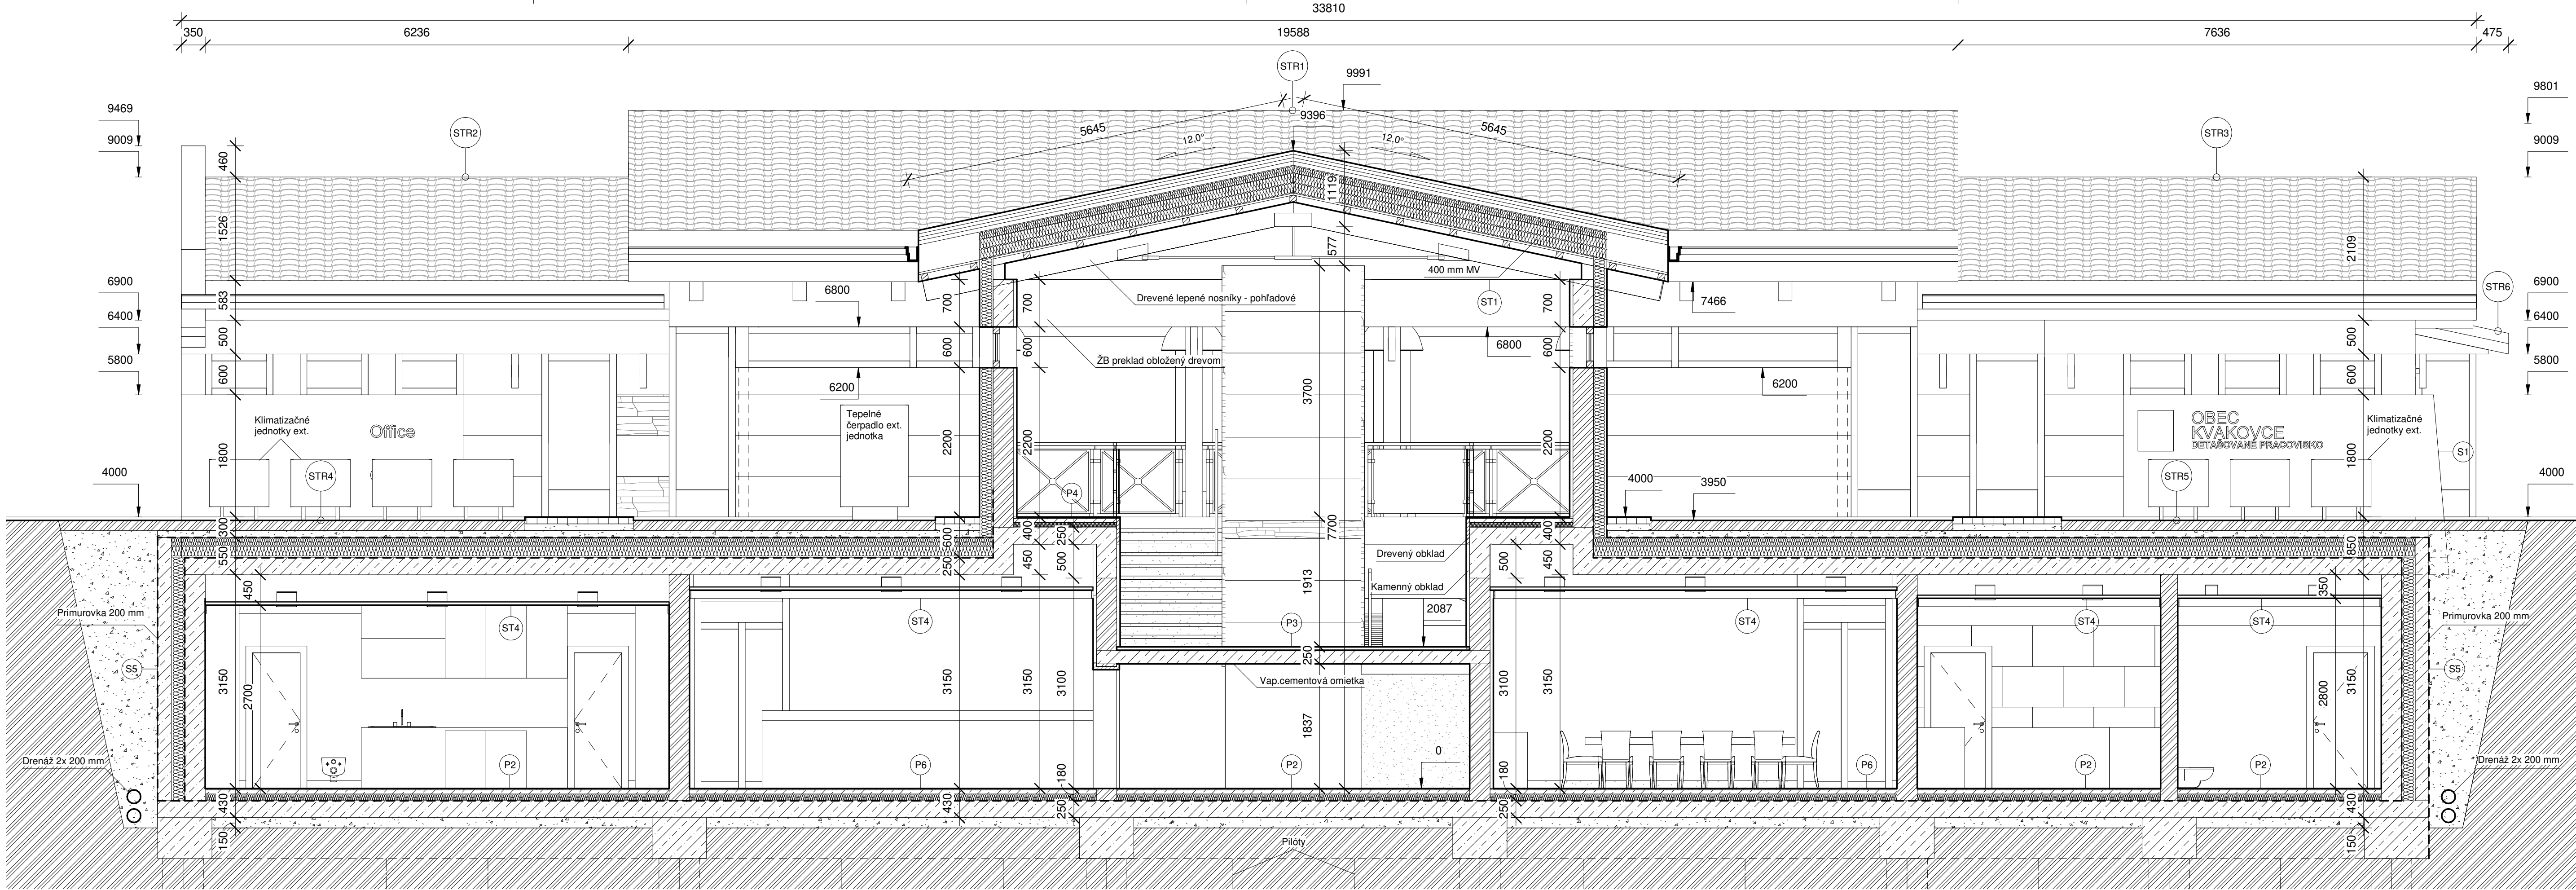 33810
350
6236
19588
7636
475
STR1
9991
9469
9009
STR2
460
5645
12,0°
9396
12,0°
5645
STR3
9801
9009
1526
1119
577
2109
400 mm MV
ST1
Drevené lepené nosníky - pohľadové
6900
583
6400
500
5800
600
6800
700
700
700
7466
STR6
6900
6400
500
5800
600
600
600
6800
600
ŽB preklad obložený drevom
6200
3700
6200
Klimatizačné
jednotky ext.
Office
Tepelné
čerpadlo ext.
jednotka
OBEC
KVAKOVCE
DETAŠOVANÉ PRACOVISKO
Klimatizačné
jednotky ext.
1800
2200
2200
2200
1800
S1
4000
STR4
P4
4000
3950
STR5
4000
300
550
600
250
400
250
450
500
7700
1913
Drevený obklad
Kamenný obklad
2087
400
450
500
850
350
450
Primurovka 200 mm
ST4
ST4
P3
ST4
ST4
ST4
Primurovka 200 mm
S5
3150
2700
3150
3150
3100
250
Vap.cementová omietka
1837
3100
3150
2800
3150
S5
Drenáž 2x 200 mm
P2
P6
P2
0
P6
P2
P2
Drenáž 2x 200 mm
180
180
430
430
250
250
430
150
150
Pilóty